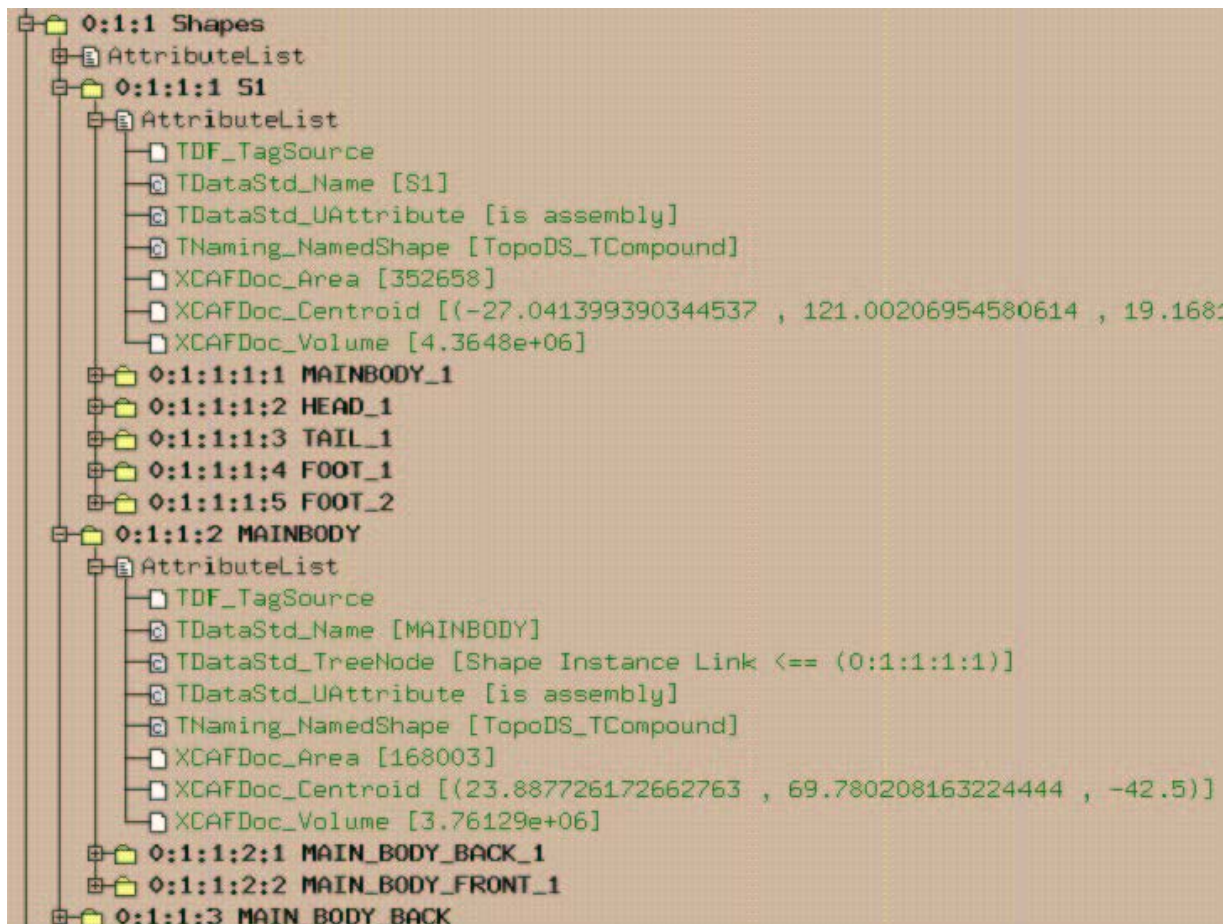 0:1:1 Shapes
AttributeList
0:1:1:1 S1
AttributeList
TDF_TagSource
TDataStd_Name [S1]
TDataStd_UAttribute [is assembly]
TNaming_NamedShape [TopoDS_TCompound]
XCAFDoc_Area [352658]
XCAFDoc_Centroid [(-27.041399390344537 , 121.00206954580614 , 19.1681
XCAFDoc_Volume [4.3648e+06]
0:1:1:1:1 MAINBODY_1
0:1:1:1:2 HEAD_1
0:1:1:1:3 TAIL_1
0:1:1:1:4 FOOT_1
0:1:1:1:5 FOOT_2
0:1:1:2 MAINBODY
AttributeList
TDF_TagSource
TDataStd_Name [MAINBODY]
TDataStd_TreeNode [Shape Instance Link <== (0:1:1:1:1)]
TDataStd_UAttribute [is assembly]
TNaming_NamedShape [TopoDS_TCompound]
XCAFDoc_Area [168003]
XCAFDoc_Centroid [(23.887726172662763 , 69.780208163224444 , -42.5)]
XCAFDoc_Volume [3.76129e+06]
0:1:1:2:1 MAIN_BODY_BACK_1
0:1:1:2:2 MAIN_BODY_FRONT_1
0:1:1:3 MAIN_BODY_BACK